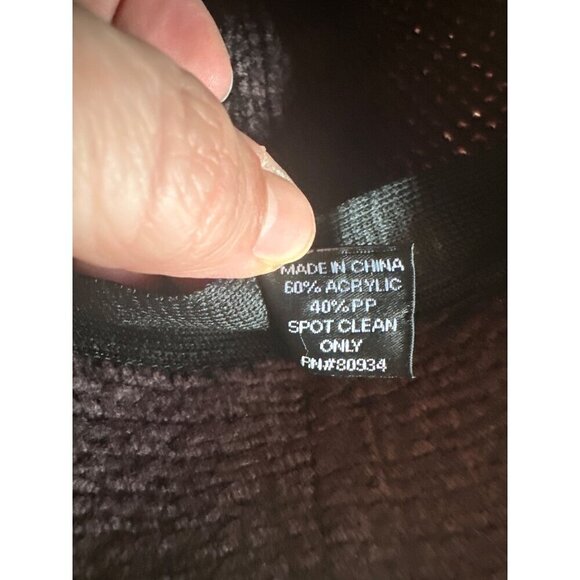 MADE IN CHINA
60% ACRYLIC
40% PP
SPOT CLEAN
ONLY
RN#80934